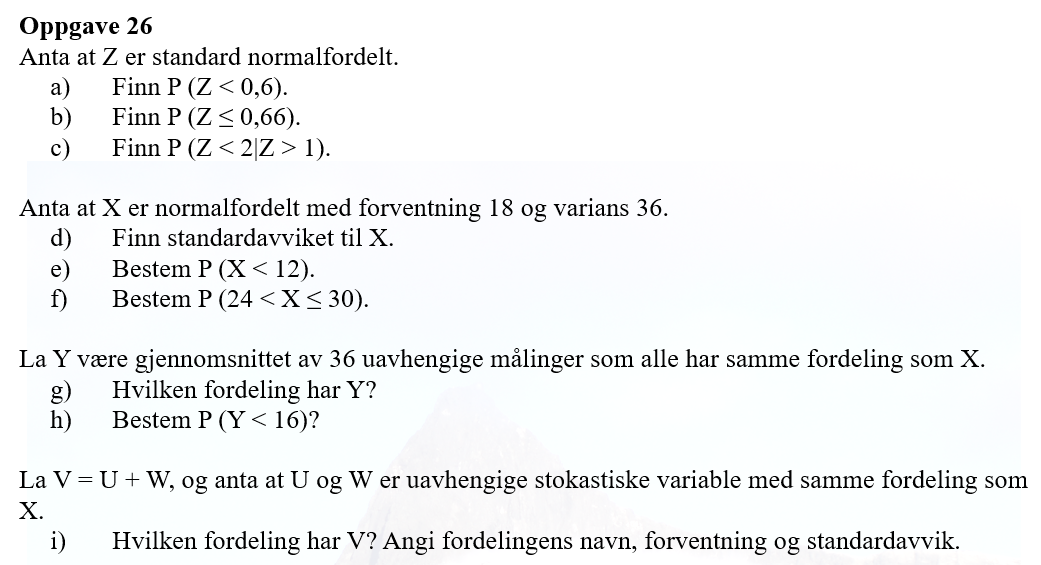 Oppgave 26
Anta at Z er standard normalfordelt.
a) Finn P (Z < 0,6).
b) Finn P (Z ≤ 0,66).
c) Finn P (Z < 2|Z > 1).
Anta at X er normalfordelt med forventning 18 og varians 36.
d) Finn standardavviket til X.
e) Bestem P (X < 12).
f) Bestem P (24 < X ≤ 30).
La Y være gjennomsnittet av 36 uavhengige målinger som alle har samme fordeling som X.
g) Hvilken fordeling har Y?
h) Bestem P (Y < 16)?
La V = U + W, og anta at U og W er uavhengige stokastiske variable med samme fordeling som
X.
i) Hvilken fordeling har V? Angi fordelingens navn, forventning og standardavvik.